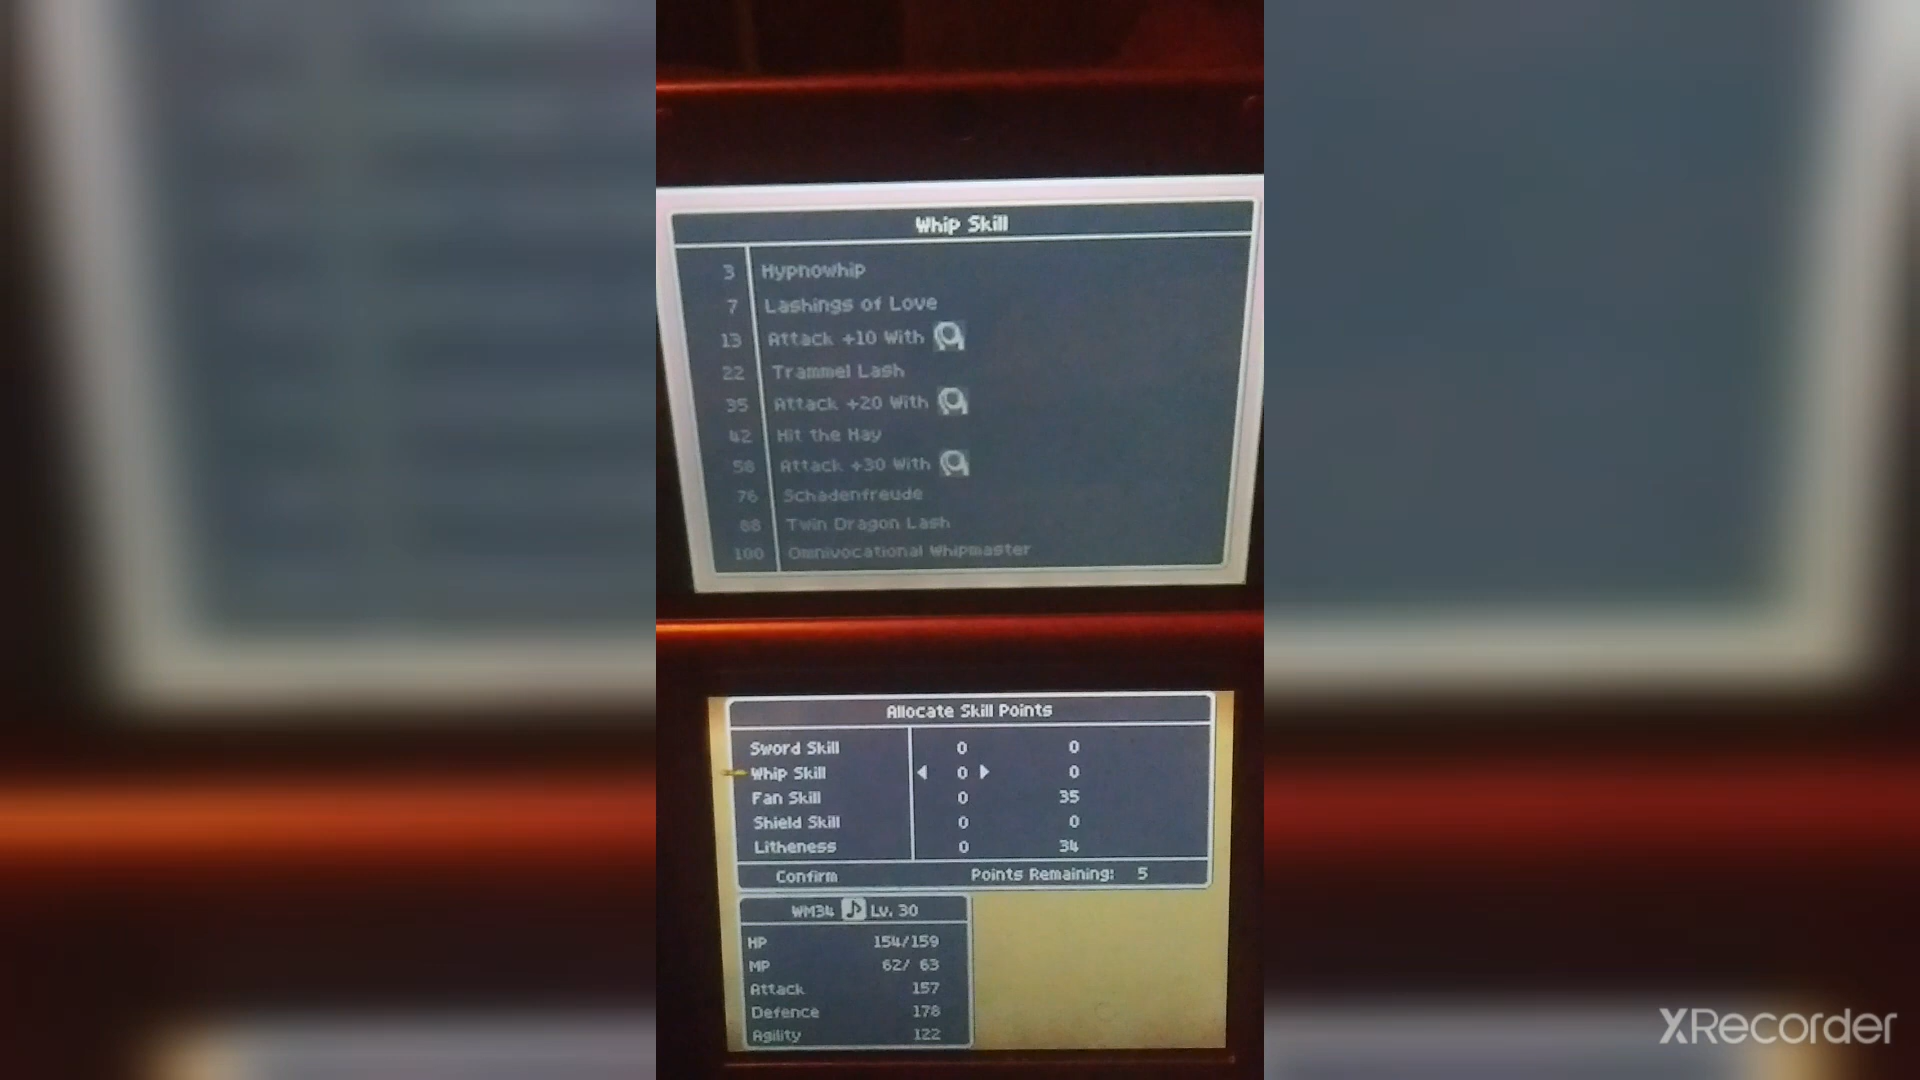 Whip Skill
3 Hypnowhip
7 Lashings of Love
13 Attack +10 With
22 Trammel Lash
35 Attack +20 With
42 Hit the Hay
58 Attack +30 With
76 Schadenfreude
88 Twin Dragon Lash
100 Omnivocational Whipmaster
Allocate Skill Points
Sword Skill 0 0
Whip Skill 0 0
Fan Skill 0 35
Shield Skill 0 0
Litheness 0 34
Confirm Points Remaining: 5
WM34 Lv. 30
HP 154/159
MP 62/ 63
Attack 157
Defence 178
Agility 122
XRecorder